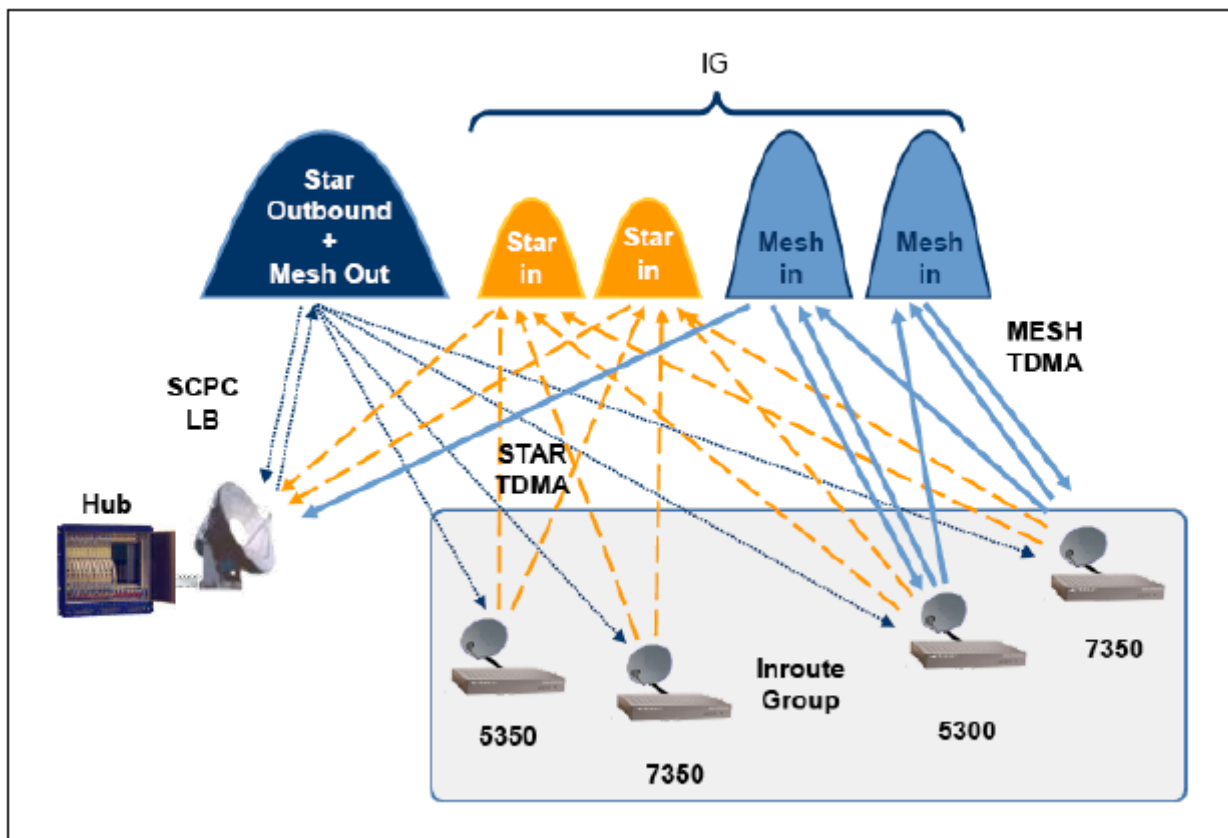 IG
Star
Outbound
+
Mesh Out
Star
in
Star
in
Mesh
in
Mesh
in
MESH
TDMA
SCPC
LB
STAR
TDMA
Hub
Inroute
Group
5350
7350
5300
7350